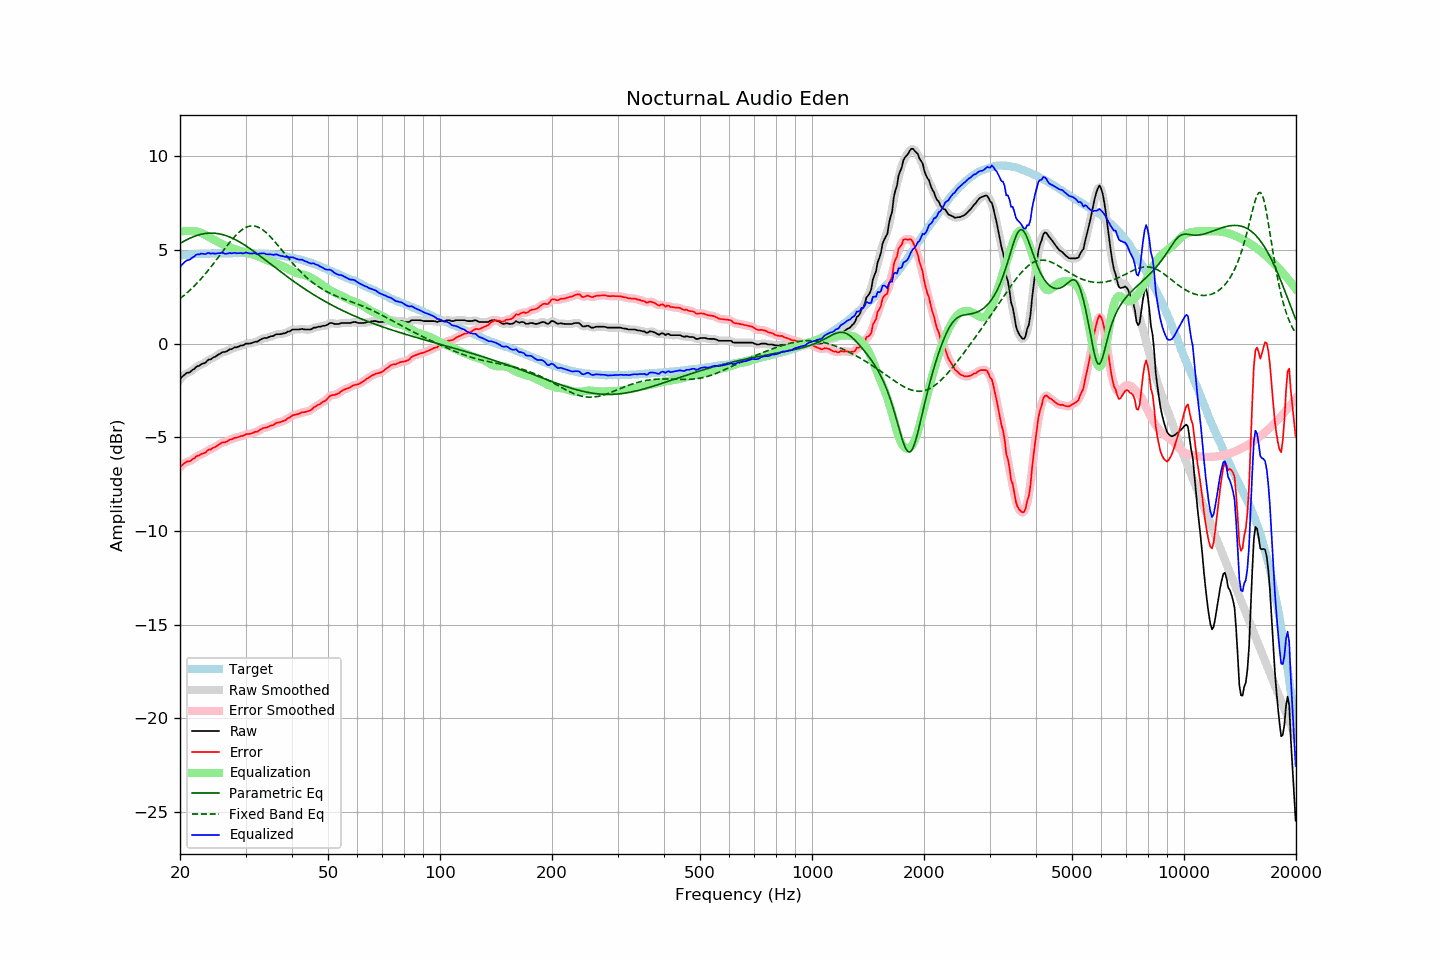 NocturnaL Audio Eden
Amplitude (dBr)
10
5
0
−5
−10
−15
−20
−25
Target
Raw Smoothed
Error Smoothed
Raw
Error
Equalization
Parametric Eq
Fixed Band Eq
Equalized
20 50 100 200 500 1000 2000 5000 10000 20000
Frequency (Hz)